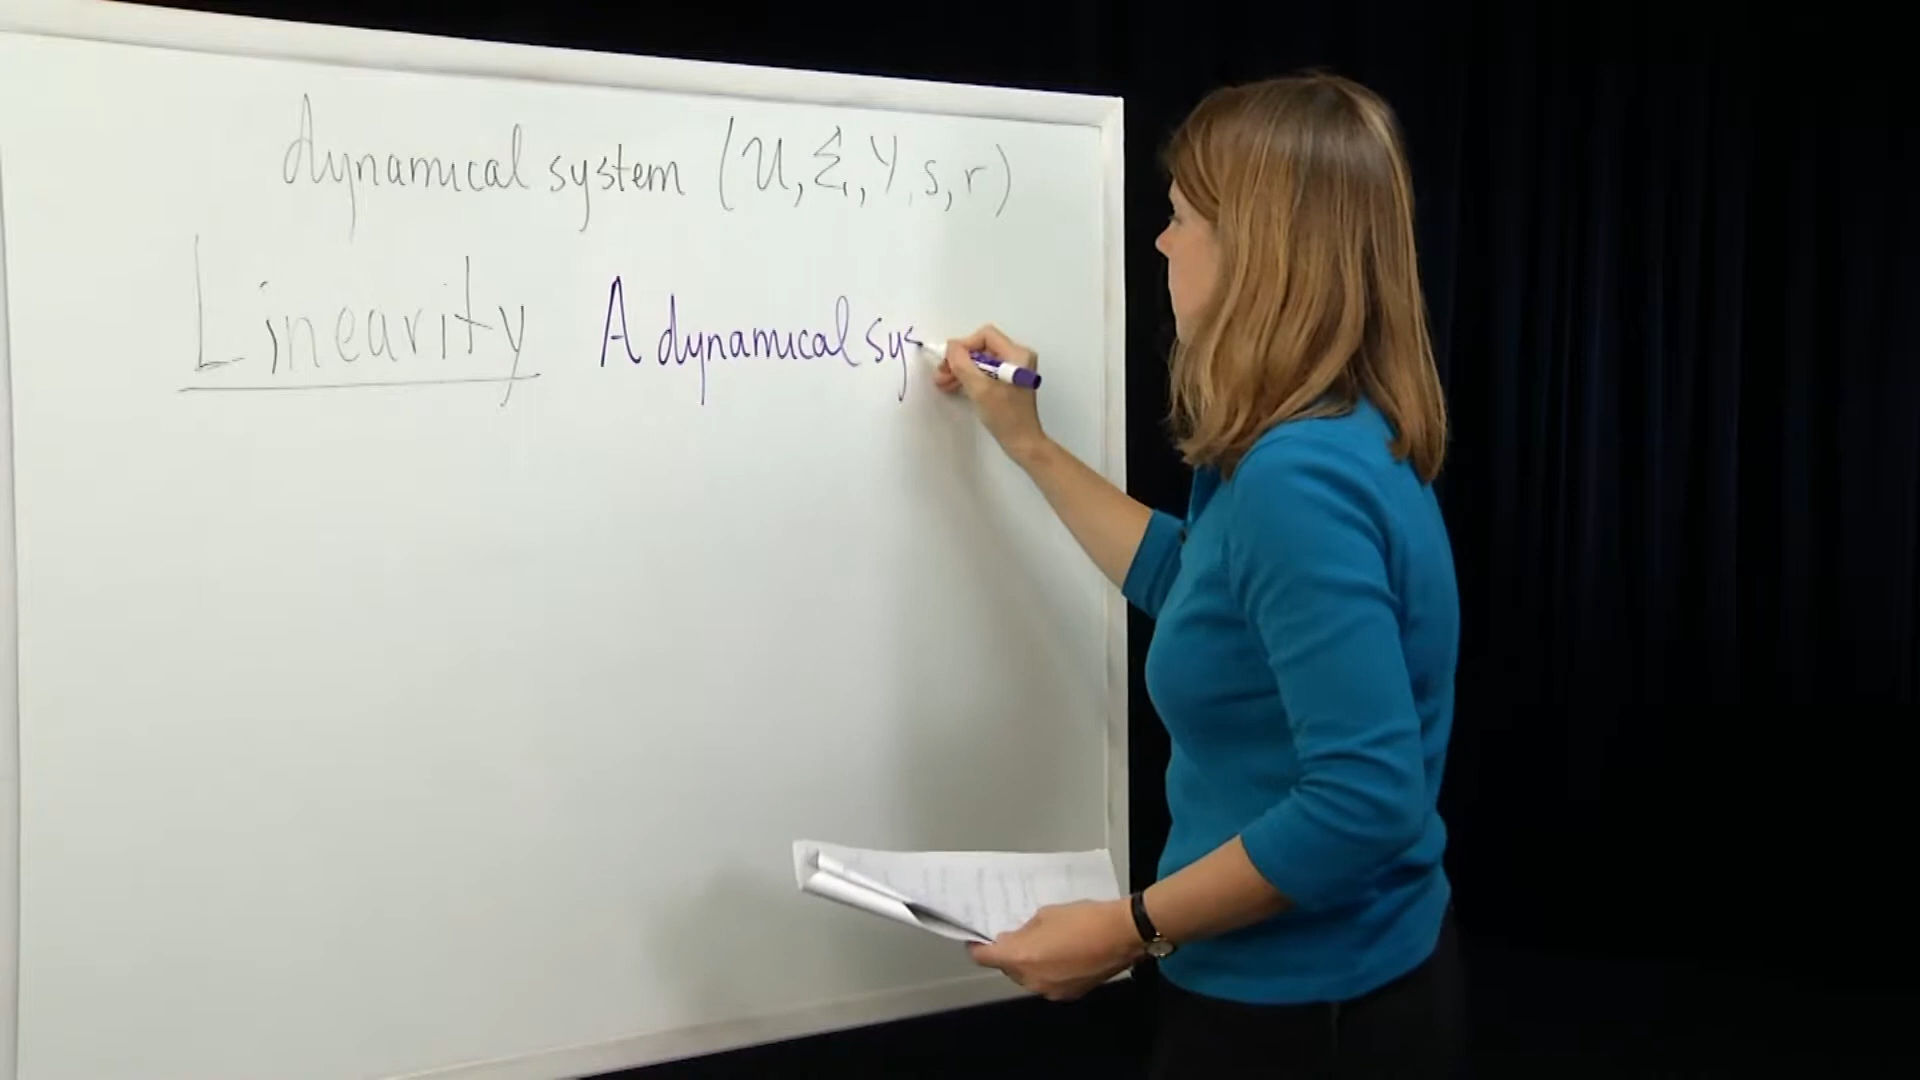 dynamical system (U, Σ, Y, s, r)
Linearity A dynamical sys